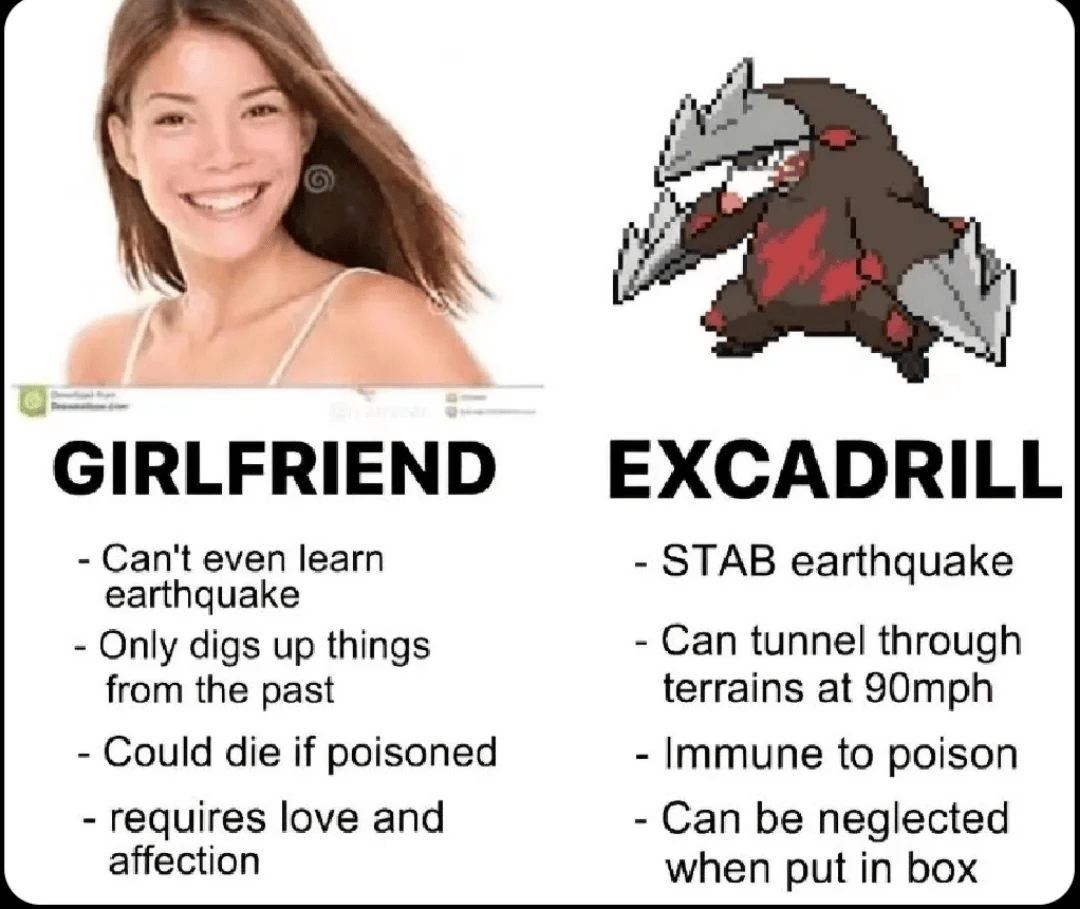 GIRLFRIEND
- Can't even learn
earthquake
- Only digs up things
from the past
- Could die if poisoned
- requires love and
affection
EXCADRILL
- STAB earthquake
- Can tunnel through
terrains at 90mph
- Immune to poison
- Can be neglected
when put in box